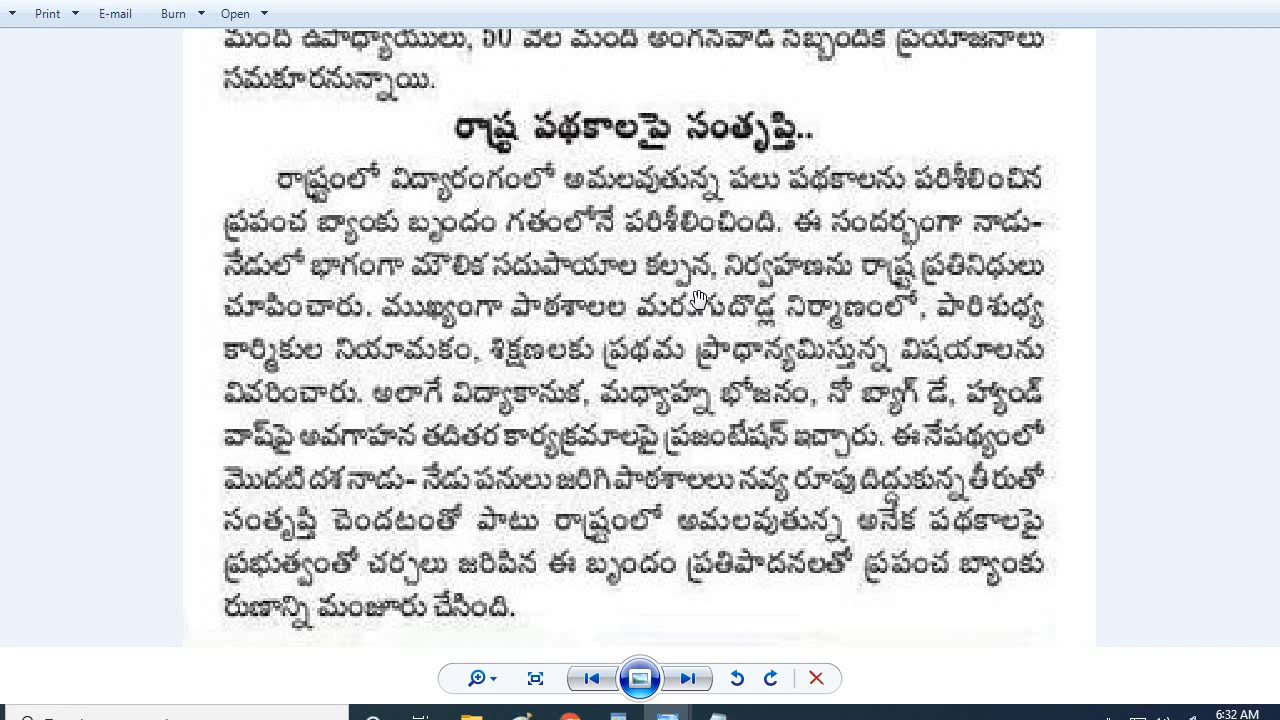 Print E-mail Burn Open
మంది ఉపాధ్యాయులు, 50 వేల మంది అంగన్‌వాడీ సిబ్బందికి ప్రయోజనాలు
సమకూరనున్నాయి.
రాష్ట్ర పథకాలపై సంతృప్తి..
రాష్ట్రంలో విద్యారంగంలో అమలవుతున్న పలు పథకాలను పరిశీలించిన
ప్రపంచ బ్యాంకు బృందం గతంలోనే పరిశీలించింది. ఈ సందర్భంగా నాడు-
నేడులో భాగంగా మౌలిక సదుపాయాల కల్పన, నిర్వహణను రాష్ట్ర ప్రతినిధులు
చూపించారు. ముఖ్యంగా పాఠశాలల మరుగుదొడ్ల నిర్మాణంలో, పారిశుధ్య
కార్మికుల నియామకం, శిక్షణలకు ప్రథమ ప్రాధాన్యమిస్తున్న విషయాలను
వివరించారు. అలాగే విద్యాకానుక, మధ్యాహ్న భోజనం, నో బ్యాగ్ డే, హ్యాండ్
వాష్‌పై అవగాహన తదితర కార్యక్రమాలపై ప్రజంటేషన్ ఇచ్చారు. ఈ నేపథ్యంలో
మొదటి దశ నాడు- నేడు పనులు జరిగి పాఠశాలలు నవ్య రూపు దిద్దుకున్న తీరుతో
సంతృప్తి చెందటంతో పాటు రాష్ట్రంలో అమలవుతున్న అనేక పథకాలపై
ప్రభుత్వంతో చర్చలు జరిపిన ఈ బృందం ప్రతిపాదనలతో ప్రపంచ బ్యాంకు
రుణాన్ని మంజూరు చేసింది.
6:32 AM